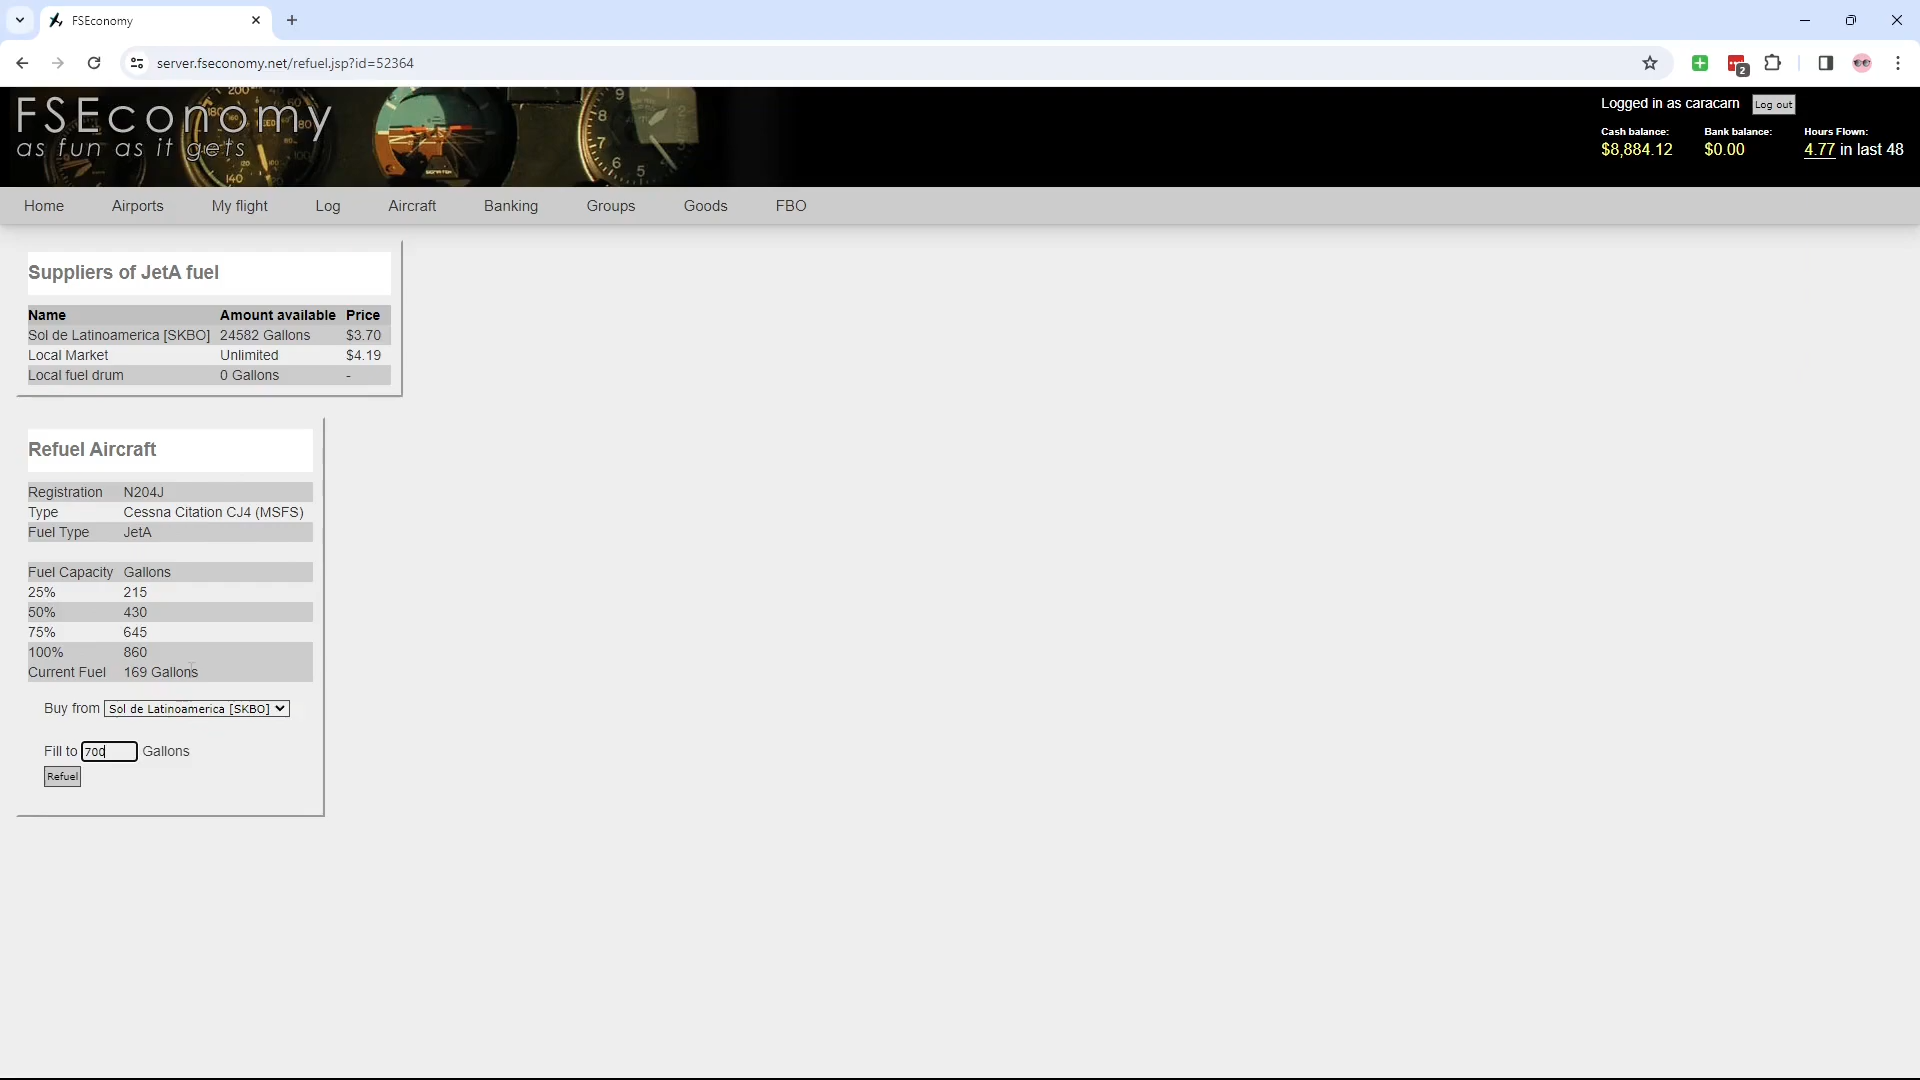 FSEconomy
server.fseconomy.net/refuel.jsp?id=52364
2
FSEconomy
as fun as it gets
Logged in as caracarn Log out
Cash balance: Bank balance: Hours Flown:
$8,884.12 $0.00 4.77 in last 48
Home Airports My flight Log Aircraft Banking Groups Goods FBO
Suppliers of JetA fuel
Name Amount available Price
Sol de Latinoamerica [SKBO] 24582 Gallons $3.70
Local Market Unlimited $4.19
Local fuel drum 0 Gallons -
Refuel Aircraft
Registration N204J
Type Cessna Citation CJ4 (MSFS)
Fuel Type JetA
Fuel Capacity Gallons
25% 215
50% 430
75% 645
100% 860
Current Fuel 169 Gallons
Buy from Sol de Latinoamerica [SKBO]
Fill to 700 Gallons
Refuel